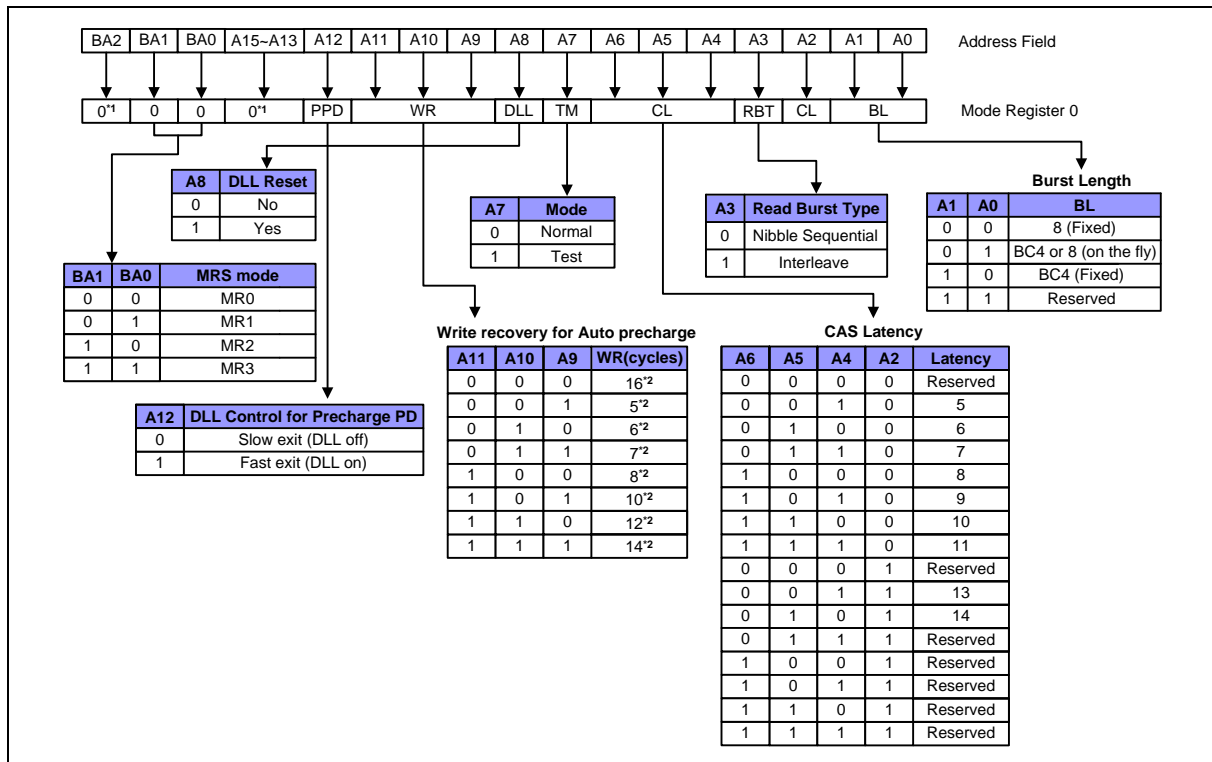 BA2 BA1 BA0 A15~A13 A12 A11 A10 A9 A8 A7 A6 A5 A4 A3 A2 A1 A0 Address Field
0*1 0 0 0*1 PPD WR DLL TM CL RBT CL BL Mode Register 0
A8 DLL Reset
0 No
1 Yes
A7 Mode
0 Normal
1 Test
A3 Read Burst Type
0 Nibble Sequential
1 Interleave
Burst Length
A1 A0 BL
0 0 8 (Fixed)
0 1 BC4 or 8 (on the fly)
1 0 BC4 (Fixed)
1 1 Reserved
BA1 BA0 MRS mode
0 0 MR0
0 1 MR1
1 0 MR2
1 1 MR3
A12 DLL Control for Precharge PD
0 Slow exit (DLL off)
1 Fast exit (DLL on)
Write recovery for Auto precharge
A11 A10 A9 WR(cycles)
0 0 0 16*2
0 0 1 5*2
0 1 0 6*2
0 1 1 7*2
1 0 0 8*2
1 0 1 10*2
1 1 0 12*2
1 1 1 14*2
CAS Latency
A6 A5 A4 A2 Latency
0 0 0 0 Reserved
0 0 1 0 5
0 1 0 0 6
0 1 1 0 7
1 0 0 0 8
1 0 1 0 9
1 1 0 0 10
1 1 1 0 11
0 0 0 1 Reserved
0 0 1 1 13
0 1 0 1 14
0 1 1 1 Reserved
1 0 0 1 Reserved
1 0 1 1 Reserved
1 1 0 1 Reserved
1 1 1 1 Reserved